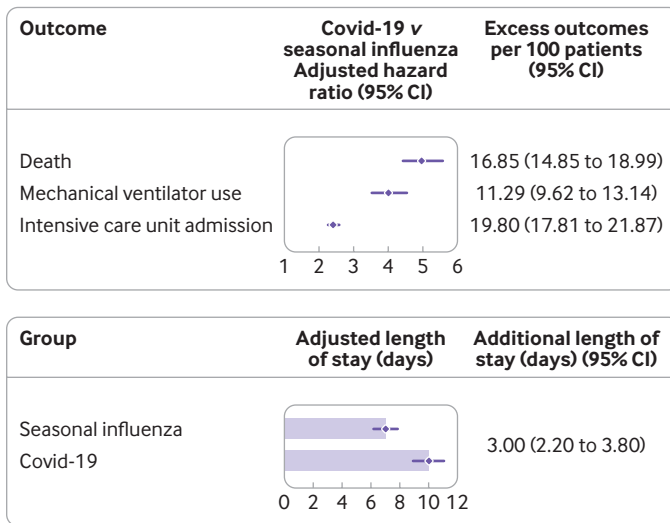 Outcome
Covid-19 v
seasonal influenza
Adjusted hazard
ratio (95% CI)
Excess outcomes
per 100 patients
(95% CI)
Death 16.85 (14.85 to 18.99)
Mechanical ventilator use 11.29 (9.62 to 13.14)
Intensive care unit admission 19.80 (17.81 to 21.87)
1 2 3 4 5 6
Group
Adjusted length
of stay (days)
Additional length of
stay (days) (95% CI)
Seasonal influenza
Covid-19
3.00 (2.20 to 3.80)
0 2 4 6 8 10 12